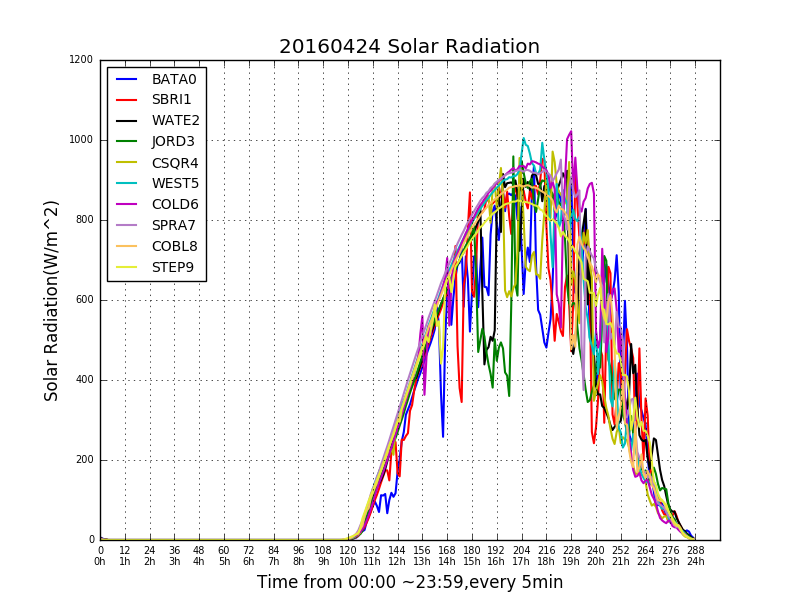 20160424 Solar Radiation
1200
1000
800
600
400
200
0
Solar Radiation(W/m^2)
BATA0
SBRI1
WATE2
JORD3
CSQR4
WEST5
COLD6
SPRA7
COBL8
STEP9
0 12 24 36 48 60 72 84 96 108 120 132 144 156 168 180 192 204 216 228 240 252 264 276 288
0h 1h 2h 3h 4h 5h 6h 7h 8h 9h 10h 11h 12h 13h 14h 15h 16h 17h 18h 19h 20h 21h 22h 23h 24h
Time from 00:00 ~23:59,every 5min